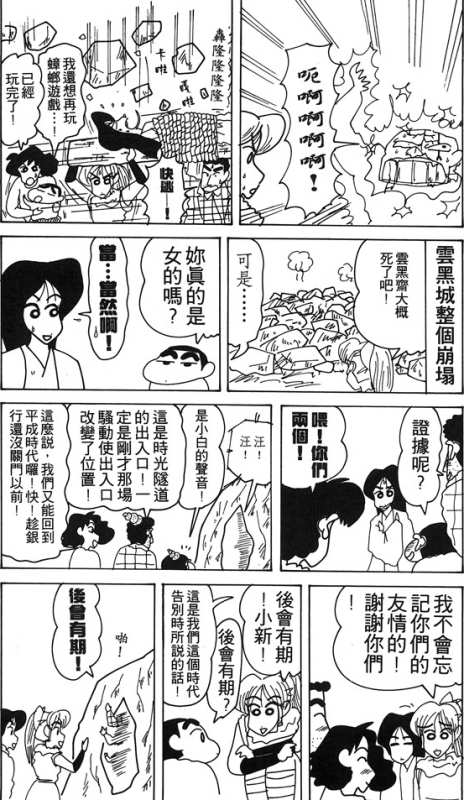 呃啊啊啊啊！
轟隆隆隆隆
卡啦
快逃！
我還想再玩
蟑螂遊戲…！
已經
玩完了！
雲黑城整個崩塌
雲黑齋大概
死了吧！
可是……
妳真的是
女的嗎？
當…當然啊！
證據呢？
喂！你們
兩個！
汪！
汪！
是小白的聲音！
這是時光隧道
的出入口！一
定是剛才那場
騷動使出入口
改變了位置！
這麼說，我們又能回到
平成時代囉！快！趁銀
行還沒關門以前！
我不會忘
記你們的
友情的！
謝謝你們
！
後會有期
！小新！
後會有期？
這是我們這個時代
告別時所說的話！
啪！
後會有期！